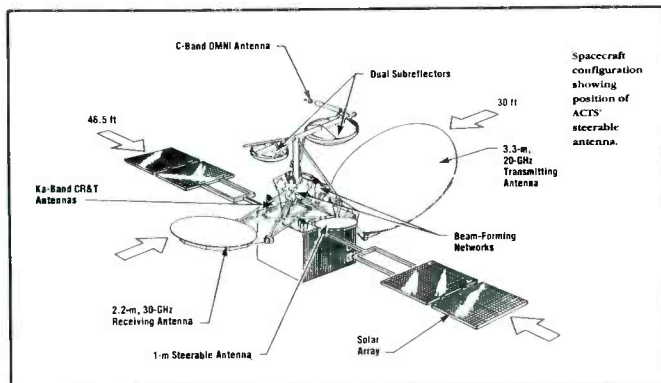 C-Band OMNI Antenna
Dual Subreflectors
Spacecraft
configuration
showing
position of
ACTS'
steerable
antenna.
46.5 ft
30 ft
3.3-m,
20-GHz
Transmitting
Antenna
Ka-Band CR&T
Antennas
Beam-Forming
Networks
2.2-m, 30-GHz
Receiving Antenna
1-m Steerable Antenna
Solar
Array